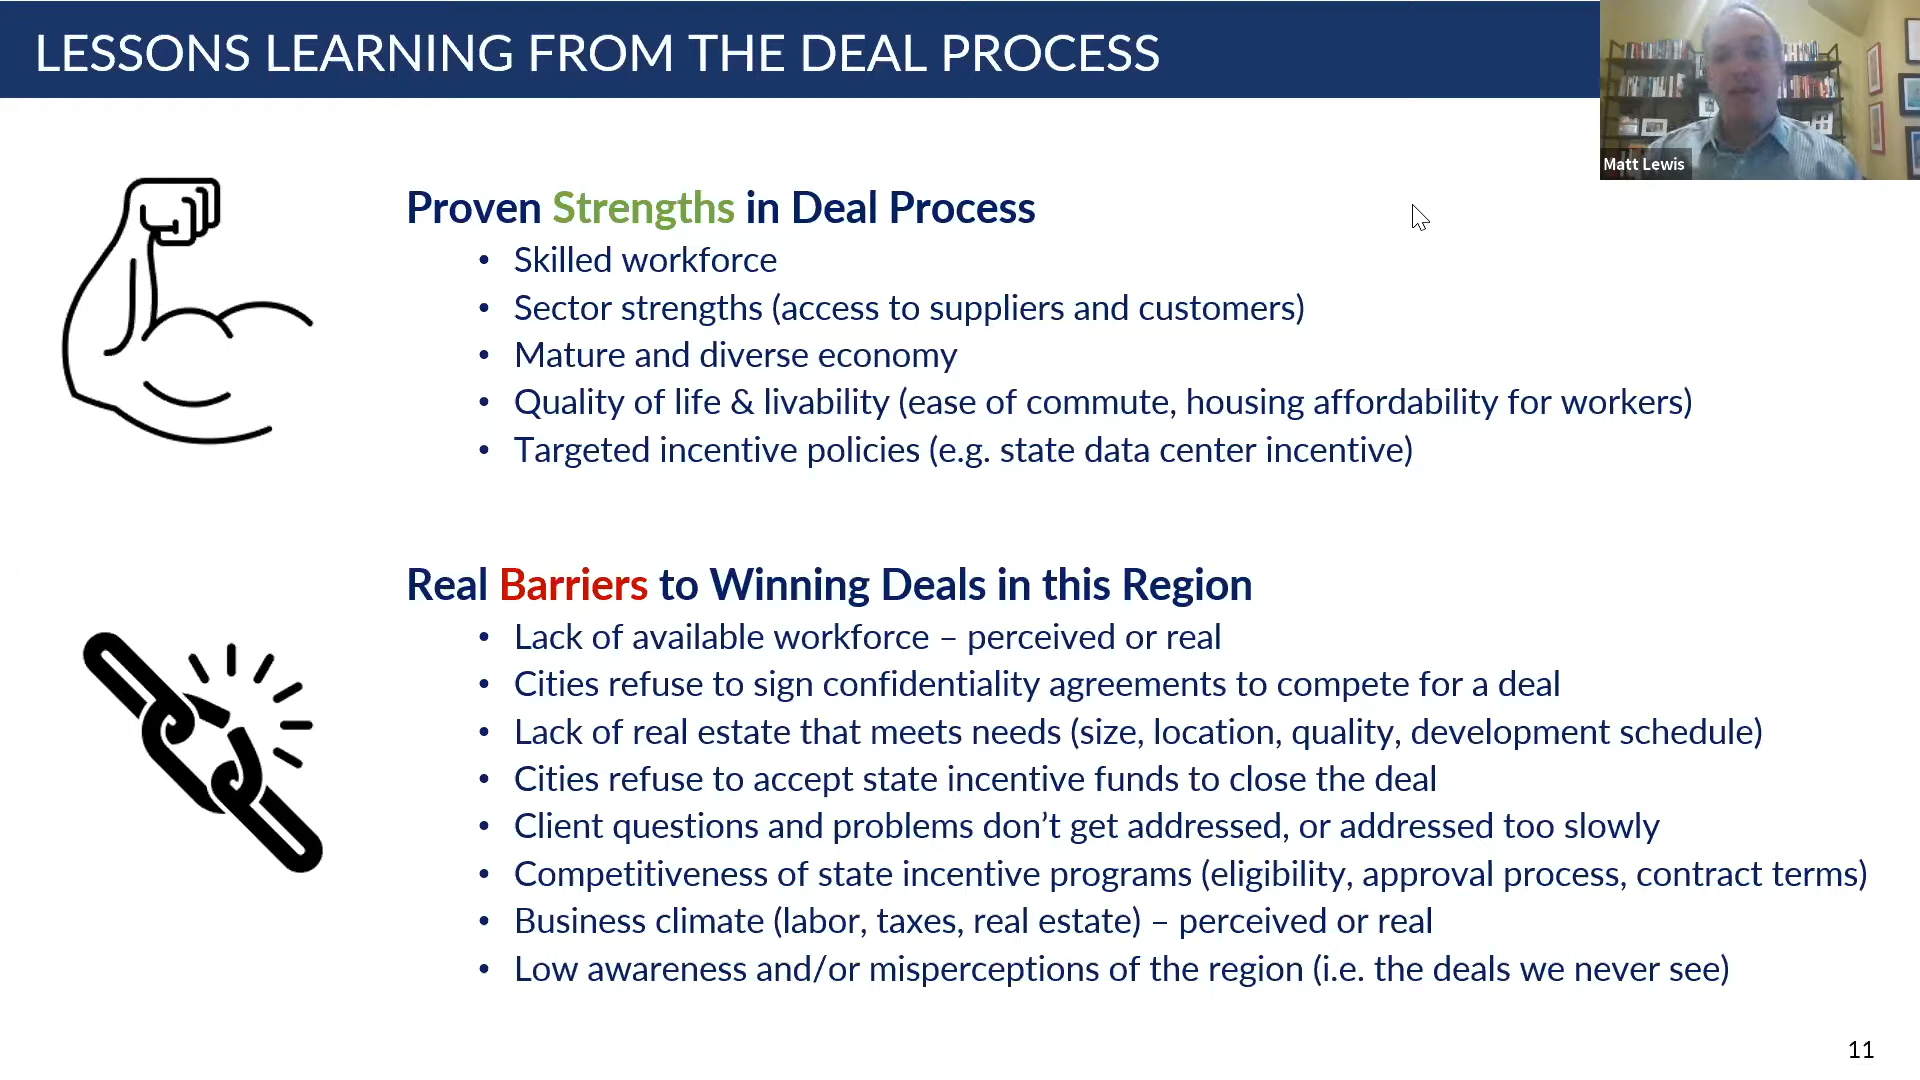 LESSONS LEARNING FROM THE DEAL PROCESS
Matt Lewis
Proven Strengths in Deal Process
• Skilled workforce
• Sector strengths (access to suppliers and customers)
• Mature and diverse economy
• Quality of life & livability (ease of commute, housing affordability for workers)
• Targeted incentive policies (e.g. state data center incentive)
Real Barriers to Winning Deals in this Region
• Lack of available workforce – perceived or real
• Cities refuse to sign confidentiality agreements to compete for a deal
• Lack of real estate that meets needs (size, location, quality, development schedule)
• Cities refuse to accept state incentive funds to close the deal
• Client questions and problems don’t get addressed, or addressed too slowly
• Competitiveness of state incentive programs (eligibility, approval process, contract terms)
• Business climate (labor, taxes, real estate) – perceived or real
• Low awareness and/or misperceptions of the region (i.e. the deals we never see)
11